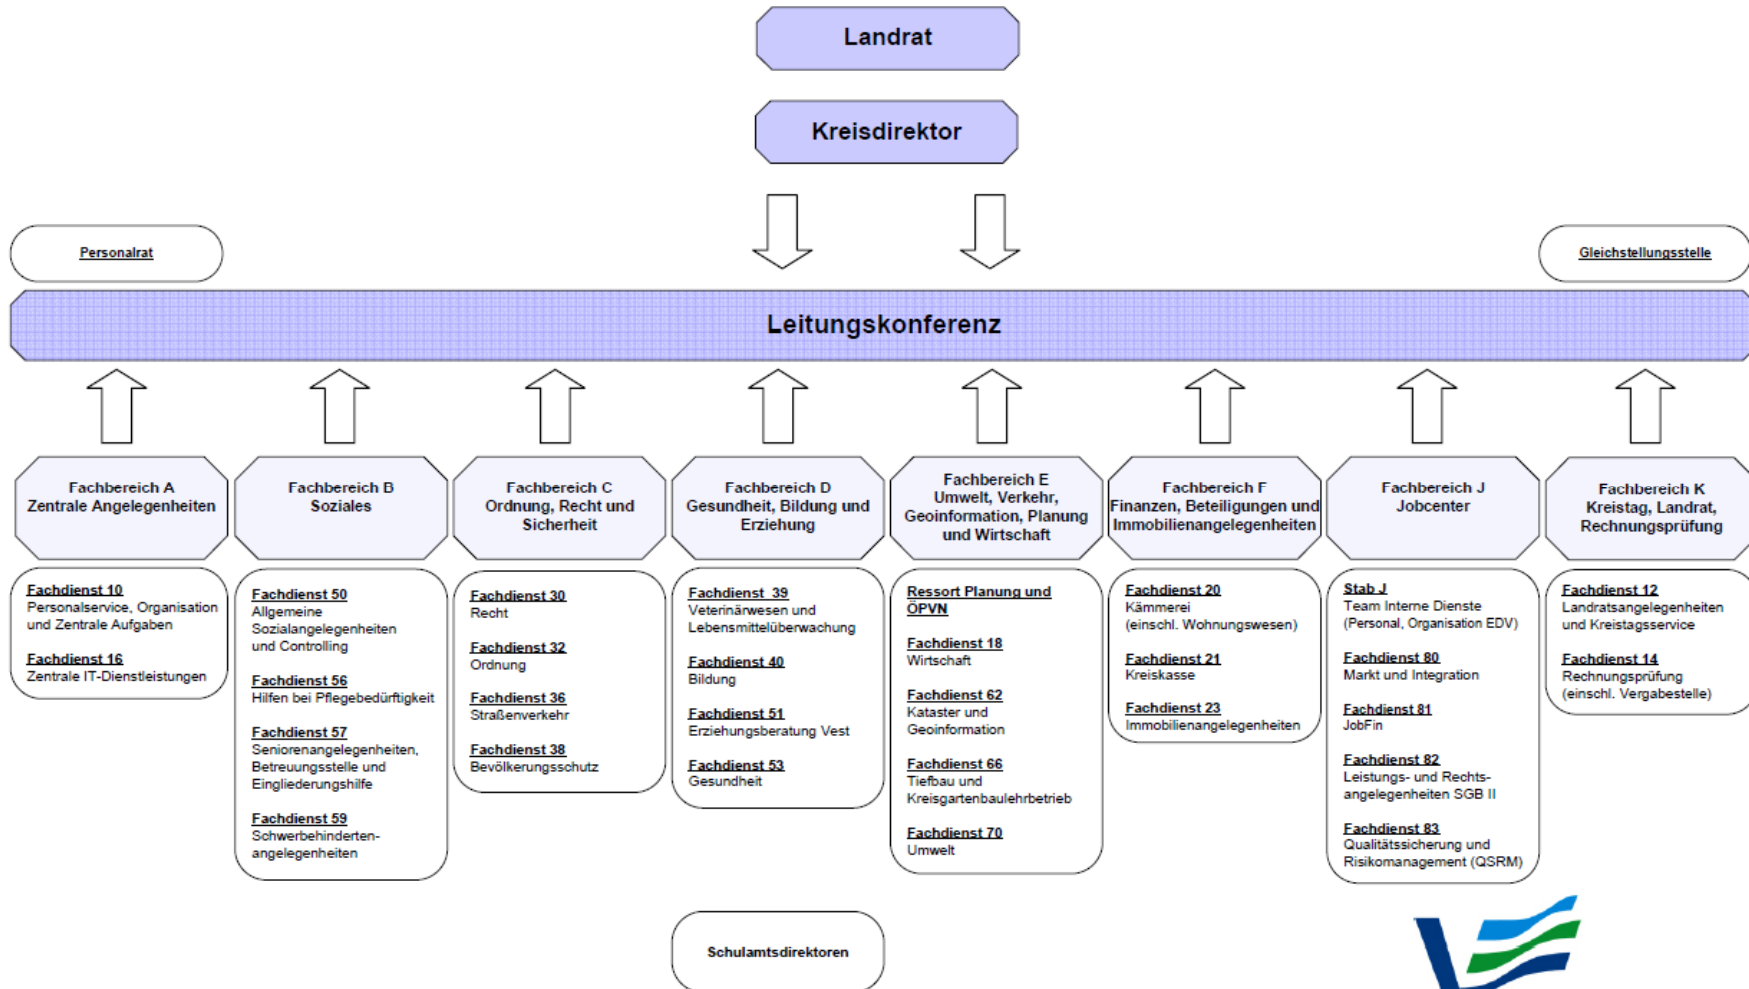 Landrat
Kreisdirektor
Personalrat
Gleichstellungsstelle
Leitungskonferenz
Fachbereich A
Zentrale Angelegenheiten
Fachdienst 10
Personalservice, Organisation
und Zentrale Aufgaben
Fachdienst 16
Zentrale IT-Dienstleistungen
Fachbereich B
Soziales
Fachdienst 50
Allgemeine
Sozialangelegenheiten
und Controlling
Fachdienst 56
Hilfen bei Pflegebedürftigkeit
Fachdienst 57
Seniorenangelegenheiten,
Betreuungsstelle und
Eingliederungshilfe
Fachdienst 59
Schwerbehinderten-
angelegenheiten
Fachbereich C
Ordnung, Recht und
Sicherheit
Fachdienst 30
Recht
Fachdienst 32
Ordnung
Fachdienst 36
Straßenverkehr
Fachdienst 38
Bevölkerungsschutz
Fachbereich D
Gesundheit, Bildung und
Erziehung
Fachdienst 39
Veterinärwesen und
Lebensmittelüberwachung
Fachdienst 40
Bildung
Fachdienst 51
Erziehungsberatung Vest
Fachdienst 53
Gesundheit
Fachbereich E
Umwelt, Verkehr,
Geoinformation, Planung
und Wirtschaft
Ressort Planung und
ÖPVN
Fachdienst 18
Wirtschaft
Fachdienst 62
Kataster und
Geoinformation
Fachdienst 66
Tiefbau und
Kreisgartenbaulehrbetrieb
Fachdienst 70
Umwelt
Fachbereich F
Finanzen, Beteiligungen und
Immobilienangelegenheiten
Fachdienst 20
Kämmerei
(einschl. Wohnungswesen)
Fachdienst 21
Kreiskasse
Fachdienst 23
Immobilienangelegenheiten
Fachbereich J
Jobcenter
Stab J
Team Interne Dienste
(Personal, Organisation EDV)
Fachdienst 80
Markt und Integration
Fachdienst 81
JobFin
Fachdienst 82
Leistungs- und Rechts-
angelegenheiten SGB II
Fachdienst 83
Qualitätssicherung und
Risikomanagement (QSRM)
Fachbereich K
Kreistag, Landrat,
Rechnungsprüfung
Fachdienst 12
Landratsangelegenheiten
und Kreistagsservice
Fachdienst 14
Rechnungsprüfung
(einschl. Vergabestelle)
Schulamtsdirektoren